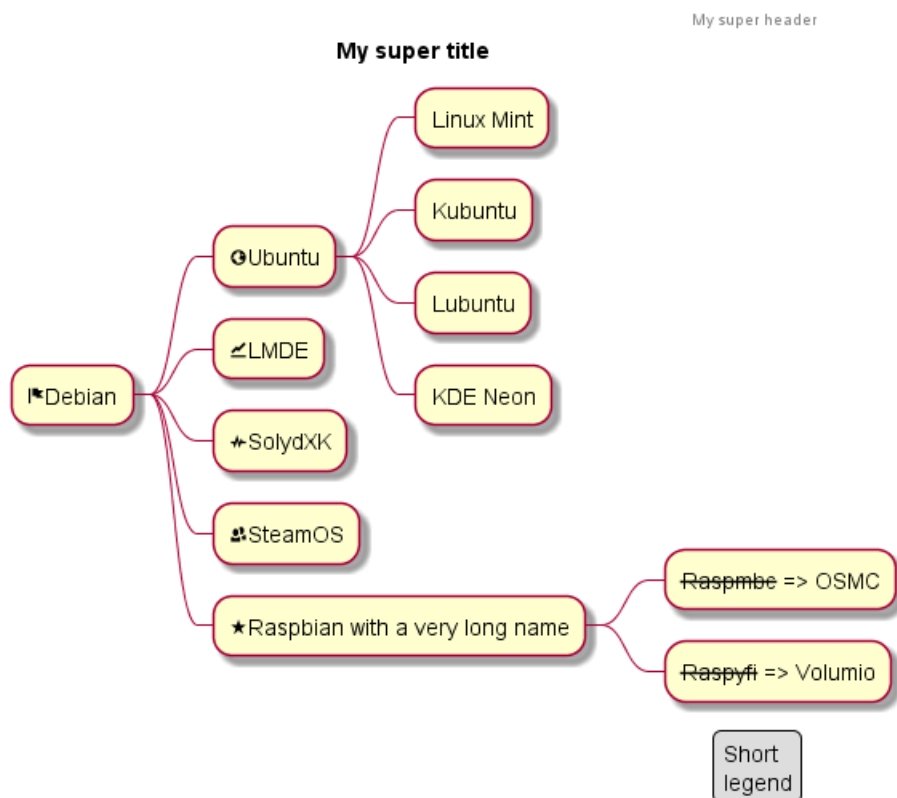 My super header
My super title
Linux Mint
Kubuntu
Ubuntu
Lubuntu
LMDE
KDE Neon
Debian
SolydXK
SteamOS
Raspmbc => OSMC
Raspbian with a very long name
Raspyfi => Volumio
Short
legend